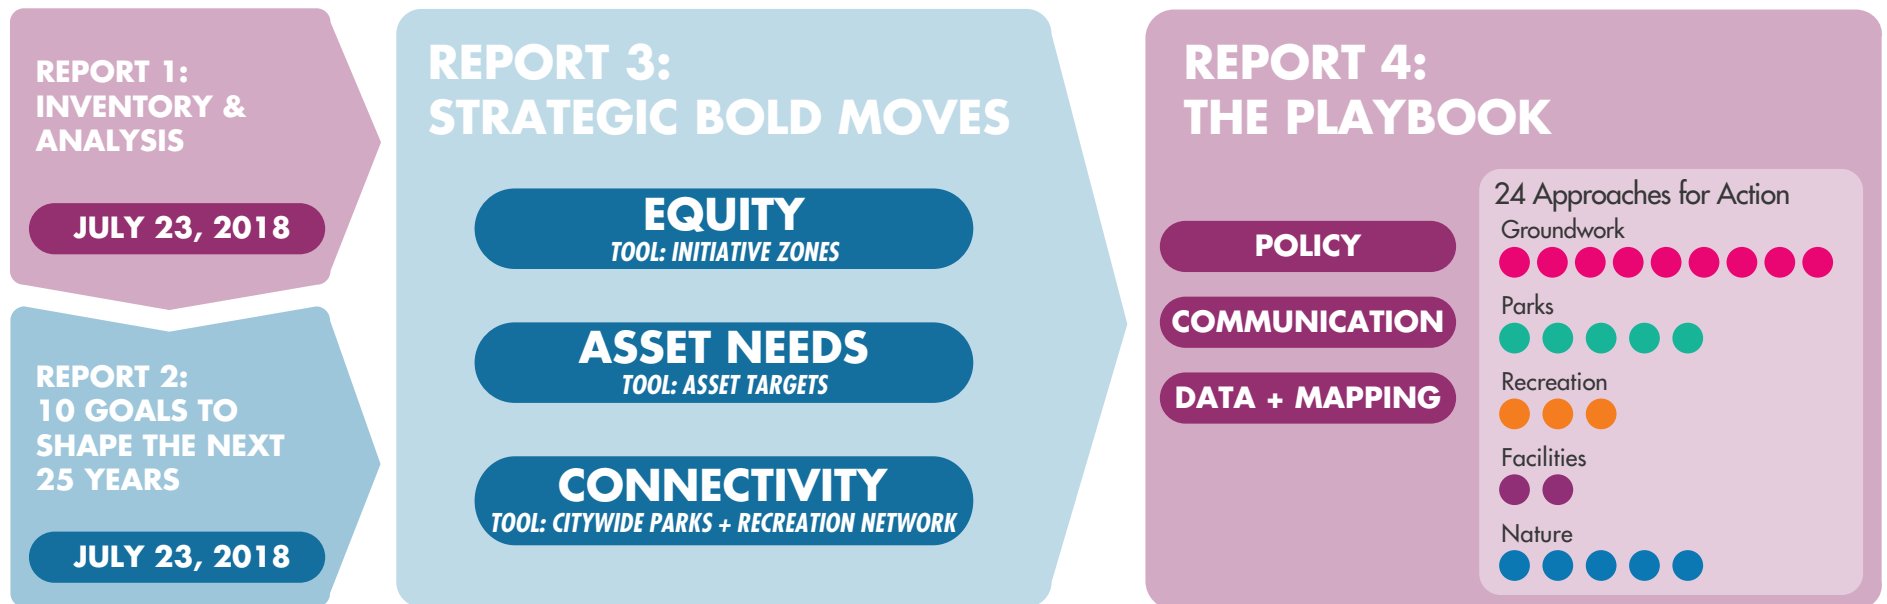 REPORT 1:
INVENTORY &
ANALYSIS
JULY 23, 2018
REPORT 2:
10 GOALS TO
SHAPE THE NEXT
25 YEARS
JULY 23, 2018
REPORT 3:
STRATEGIC BOLD MOVES
EQUITY
TOOL: INITIATIVE ZONES
ASSET NEEDS
TOOL: ASSET TARGETS
CONNECTIVITY
TOOL: CITYWIDE PARKS + RECREATION NETWORK
REPORT 4:
THE PLAYBOOK
POLICY
COMMUNICATION
DATA + MAPPING
24 Approaches for Action
Groundwork
Parks
Recreation
Facilities
Nature